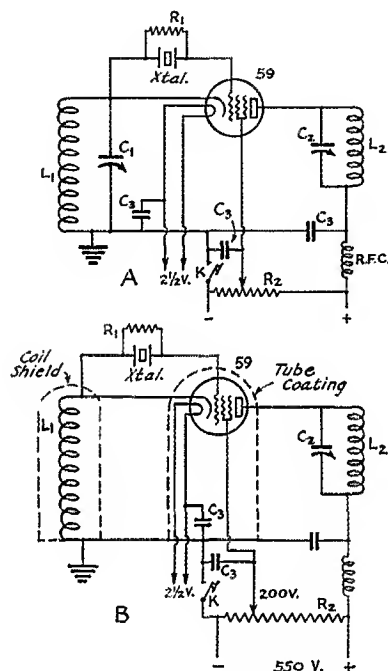 R1
Xtal.
59
L1
C1
C2
L2
C3
C3
C3
R.F.C.
A
2½V.
K
R2
-
+
R1
Coil
Shield
Xtal.
59
Tube
Coating
L1
C2
L2
C3
C3
2½V.
K
200V.
R2
B
-
550 V.
+